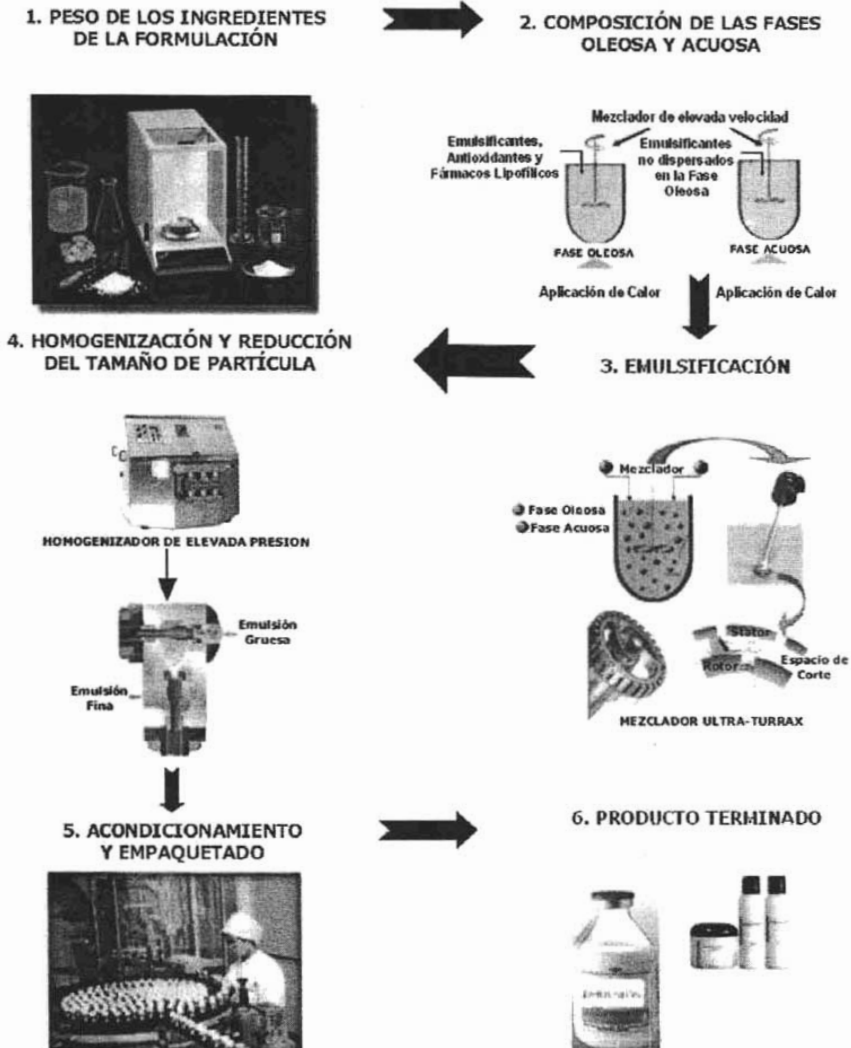 1. PESO DE LOS INGREDIENTES
DE LA FORMULACIÓN
2. COMPOSICIÓN DE LAS FASES
OLEOSA Y ACUOSA
Mezclador de elevada velocidad
Emulsificantes,
Antioxidantes y
Fármacos Lipofílicos
Emulsificantes
no dispersados
en la Fase
Oleosa
FASE OLEOSA
FASE ACUOSA
Aplicación de Calor
Aplicación de Calor
3. EMULSIFICACIÓN
Mezclador
Fase Oleosa
Fase Acuosa
Stator
Rotor
Espacio de
Corte
MEZCLADOR ULTRA-TURRAX
4. HOMOGENIZACIÓN Y REDUCCIÓN
DEL TAMAÑO DE PARTÍCULA
HOMOGENIZADOR DE ELEVADA PRESION
Emulsión
Gruesa
Emulsión
Fina
5. ACONDICIONAMIENTO
Y EMPAQUETADO
6. PRODUCTO TERMINADO